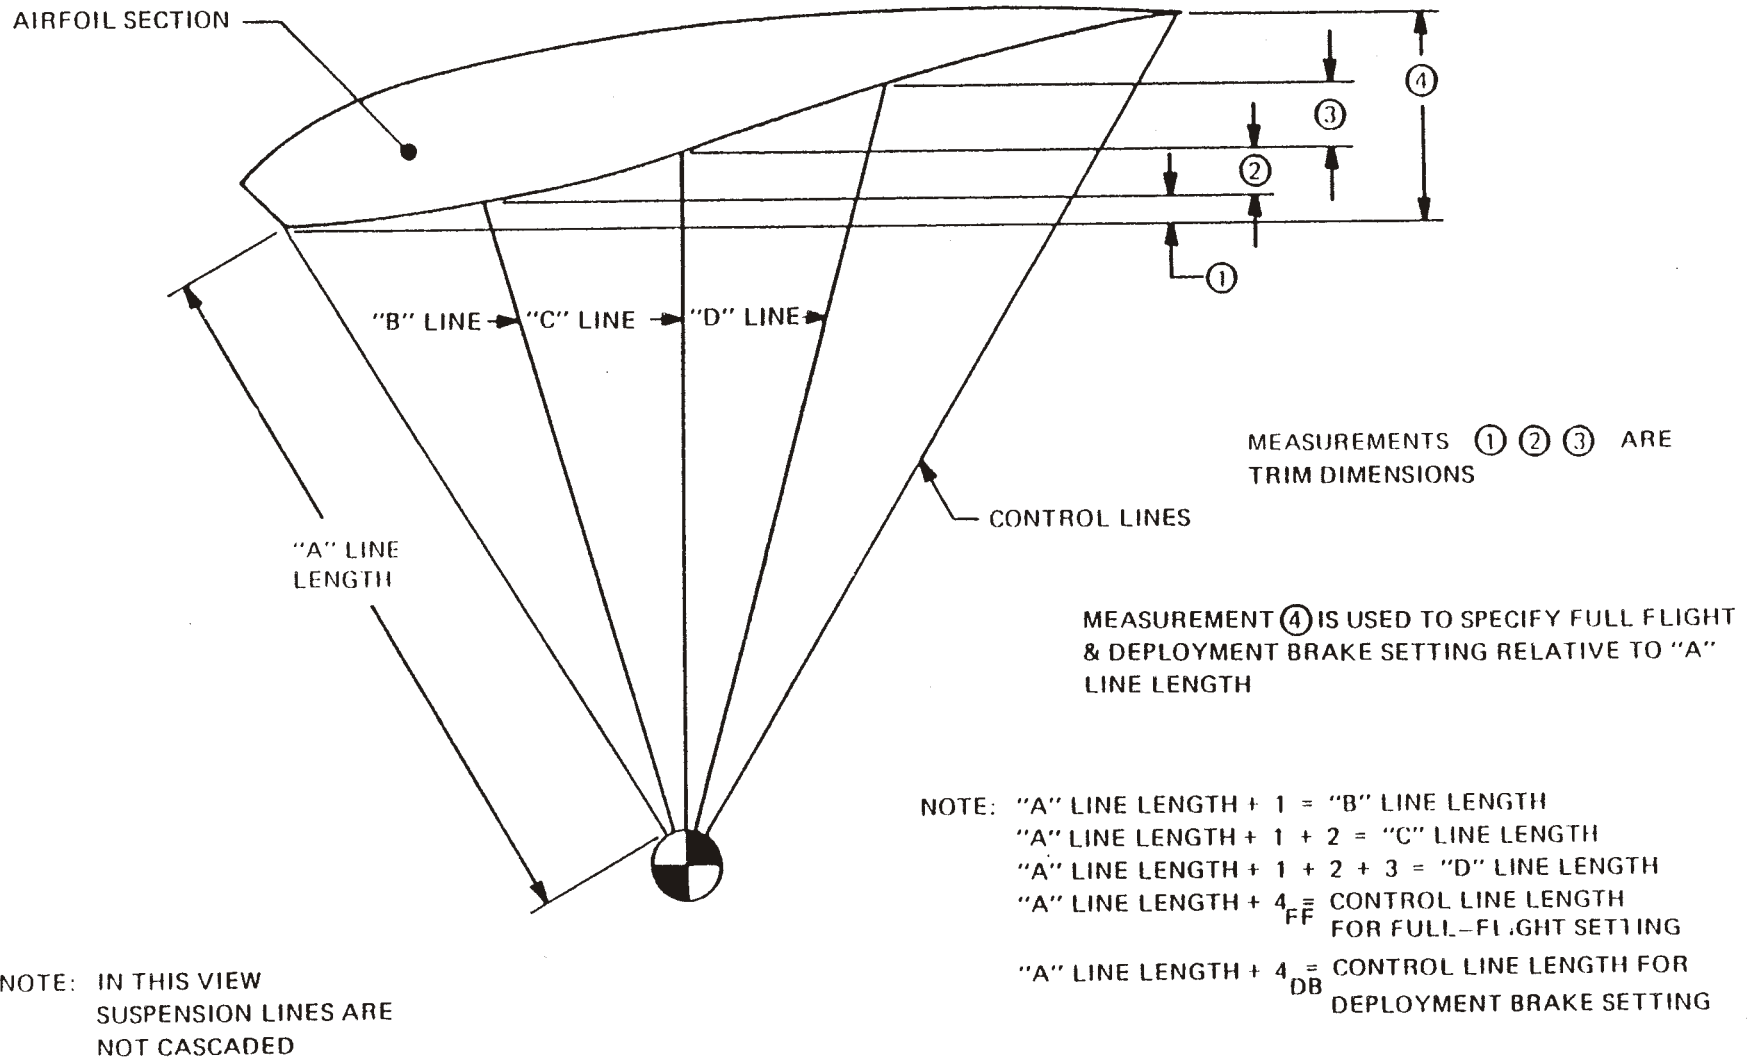 AIRFOIL SECTION
4
3
2
1
"B" LINE "C" LINE "D" LINE
MEASUREMENTS 1 2 3 ARE
TRIM DIMENSIONS
CONTROL LINES
"A" LINE
LENGTH
MEASUREMENT 4 IS USED TO SPECIFY FULL FLIGHT
& DEPLOYMENT BRAKE SETTING RELATIVE TO "A"
LINE LENGTH
NOTE: "A" LINE LENGTH + 1 = "B" LINE LENGTH
"A" LINE LENGTH + 1 + 2 = "C" LINE LENGTH
"A" LINE LENGTH + 1 + 2 + 3 = "D" LINE LENGTH
"A" LINE LENGTH + 4FF = CONTROL LINE LENGTH
FOR FULL-FLIGHT SETTING
"A" LINE LENGTH + 4DB = CONTROL LINE LENGTH FOR
DEPLOYMENT BRAKE SETTING
NOTE: IN THIS VIEW
SUSPENSION LINES ARE
NOT CASCADED